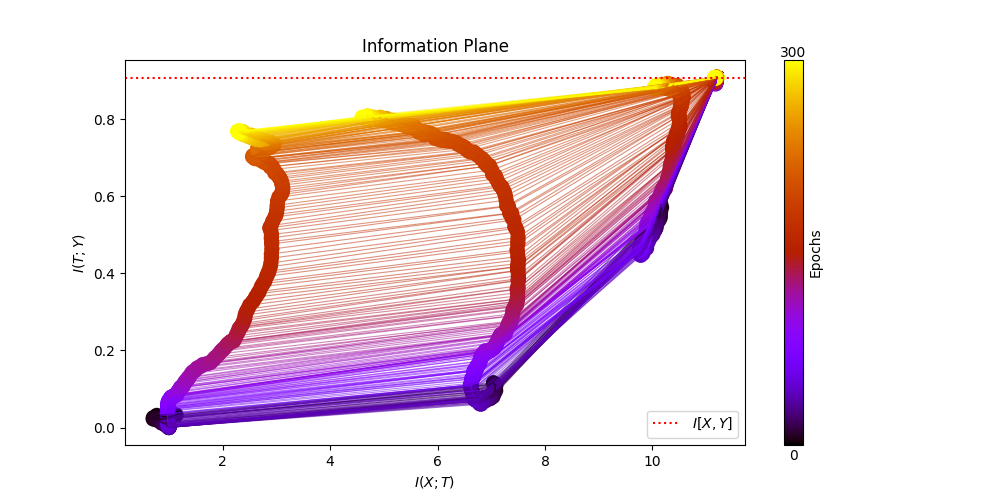 Information Plane
300
0.8
0.6
0.4
0.2
0.0
I(T; Y)
2
4
6
8
10
I(X; T)
I[X, Y]
Epochs
0